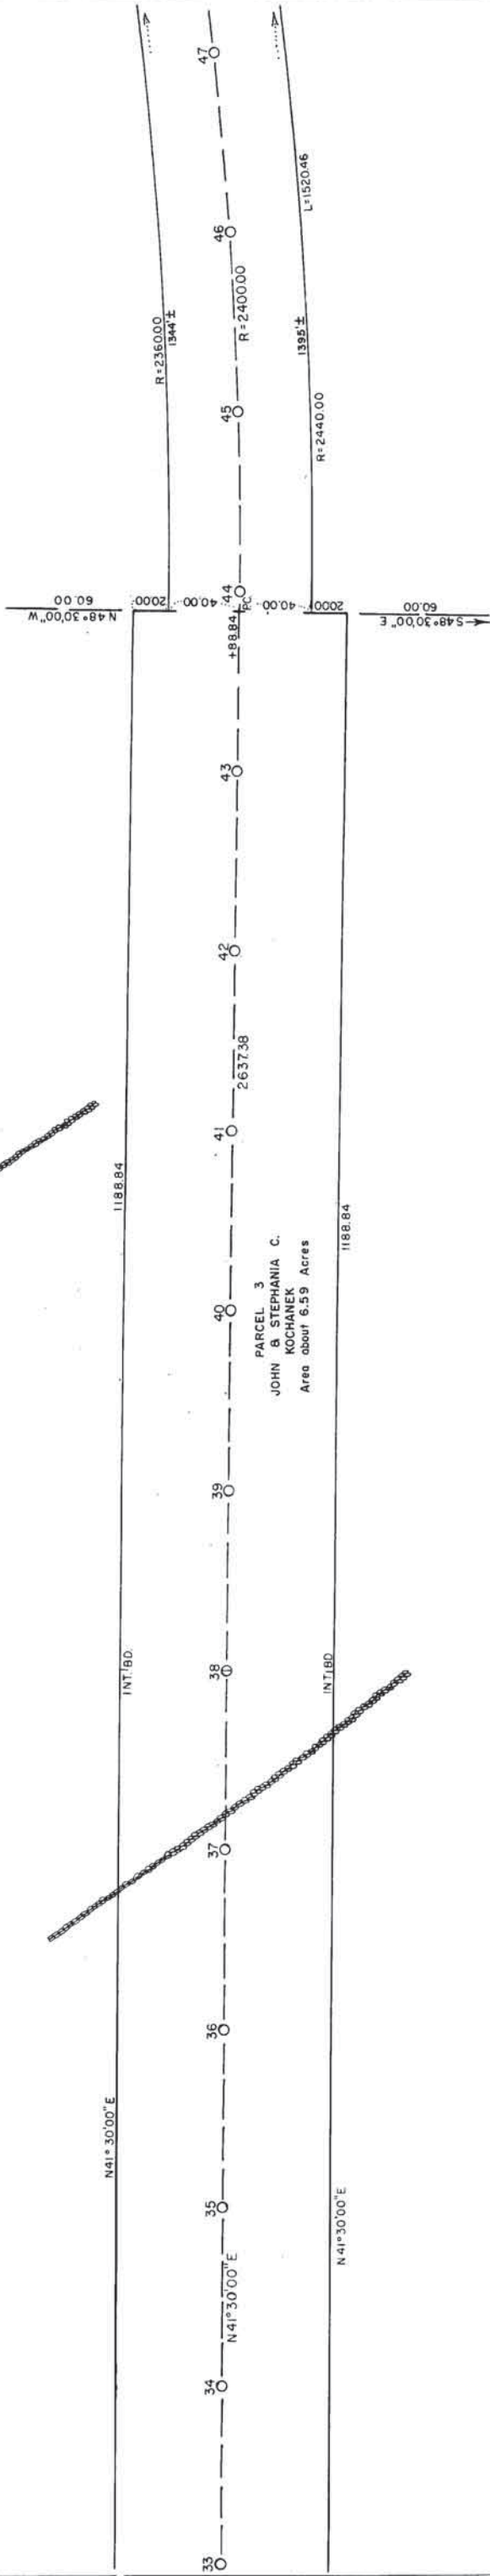 33
34
35
36
37
38
39
40
41
42
43
44
45
46
47
N41°30'00"E
N41°30'00"E
N41°30'00"E
INT. BD.
INT. BD
1188.84
1188.84
2637.38
PARCEL 3
JOHN & STEPHANIA C.
KOCHANEK
Area about 6.59 Acres
+88.84
PC
N 48°30'00" W
60.00
20.00
40.00
40.00
20.00
60.00
S48°30'00" E
R=2360.00
1344'±
R=2400.00
R=2440.00
1395'±
L=1520.46